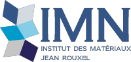 IMN
INSTITUT DES MATÉRIAUX
JEAN ROUXEL